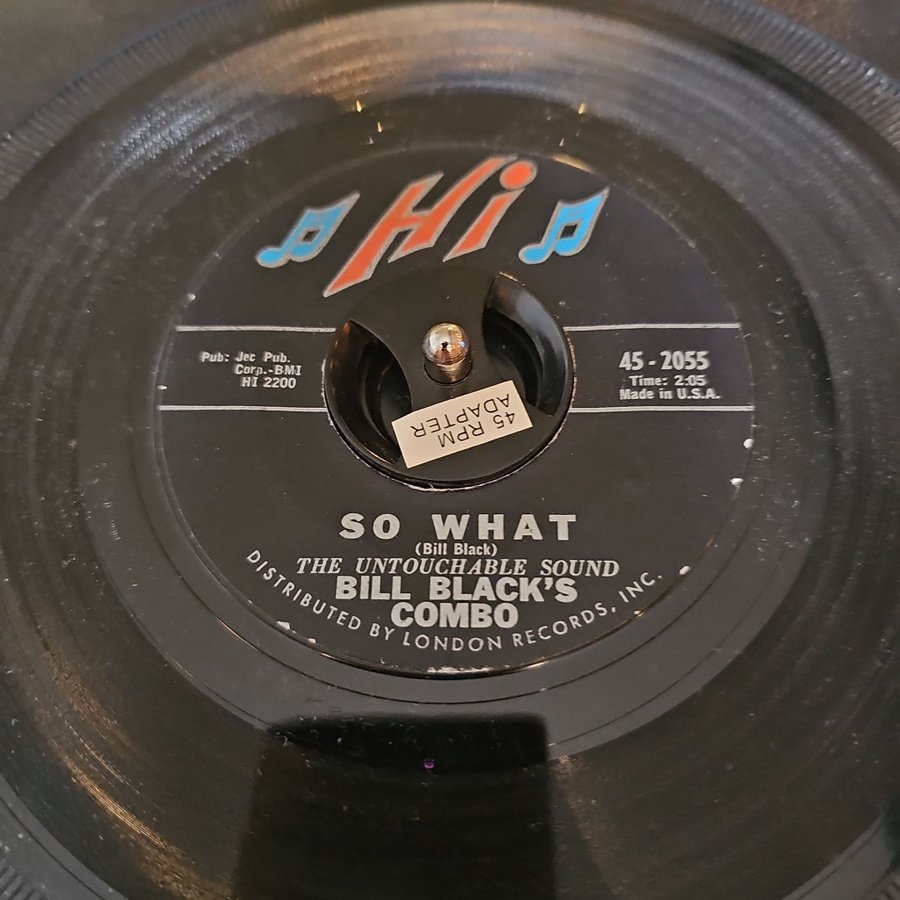 Hi
Pub: Jec Pub.
Corp.-BMI
HI 2200
45-2055
Time: 2:05
Made in U.S.A.
45 RPM
ADAPTER
SO WHAT
(Bill Black)
THE UNTOUCHABLE SOUND
BILL BLACK'S
COMBO
DISTRIBUTED BY LONDON RECORDS, INC.